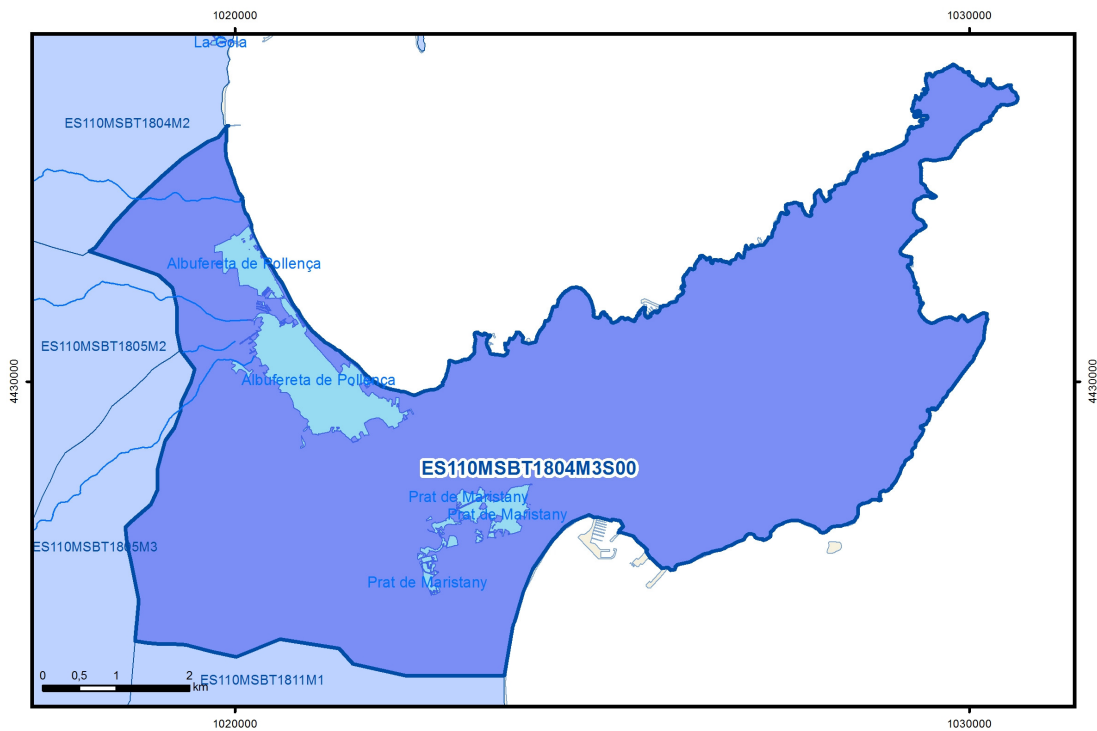 1020000
1030000
La Gola
ES110MSBT1804M2
Albufereta de Pollença
ES110MSBT1805M2
4430000
4430000
Albufereta de Pollença
ES110MSBT1804M3S00
Prat de Maristany
Prat de Maristany
ES110MSBT1805M3
Prat de Maristany
0 0,5 1 2
km
ES110MSBT1811M1
1020000
1030000